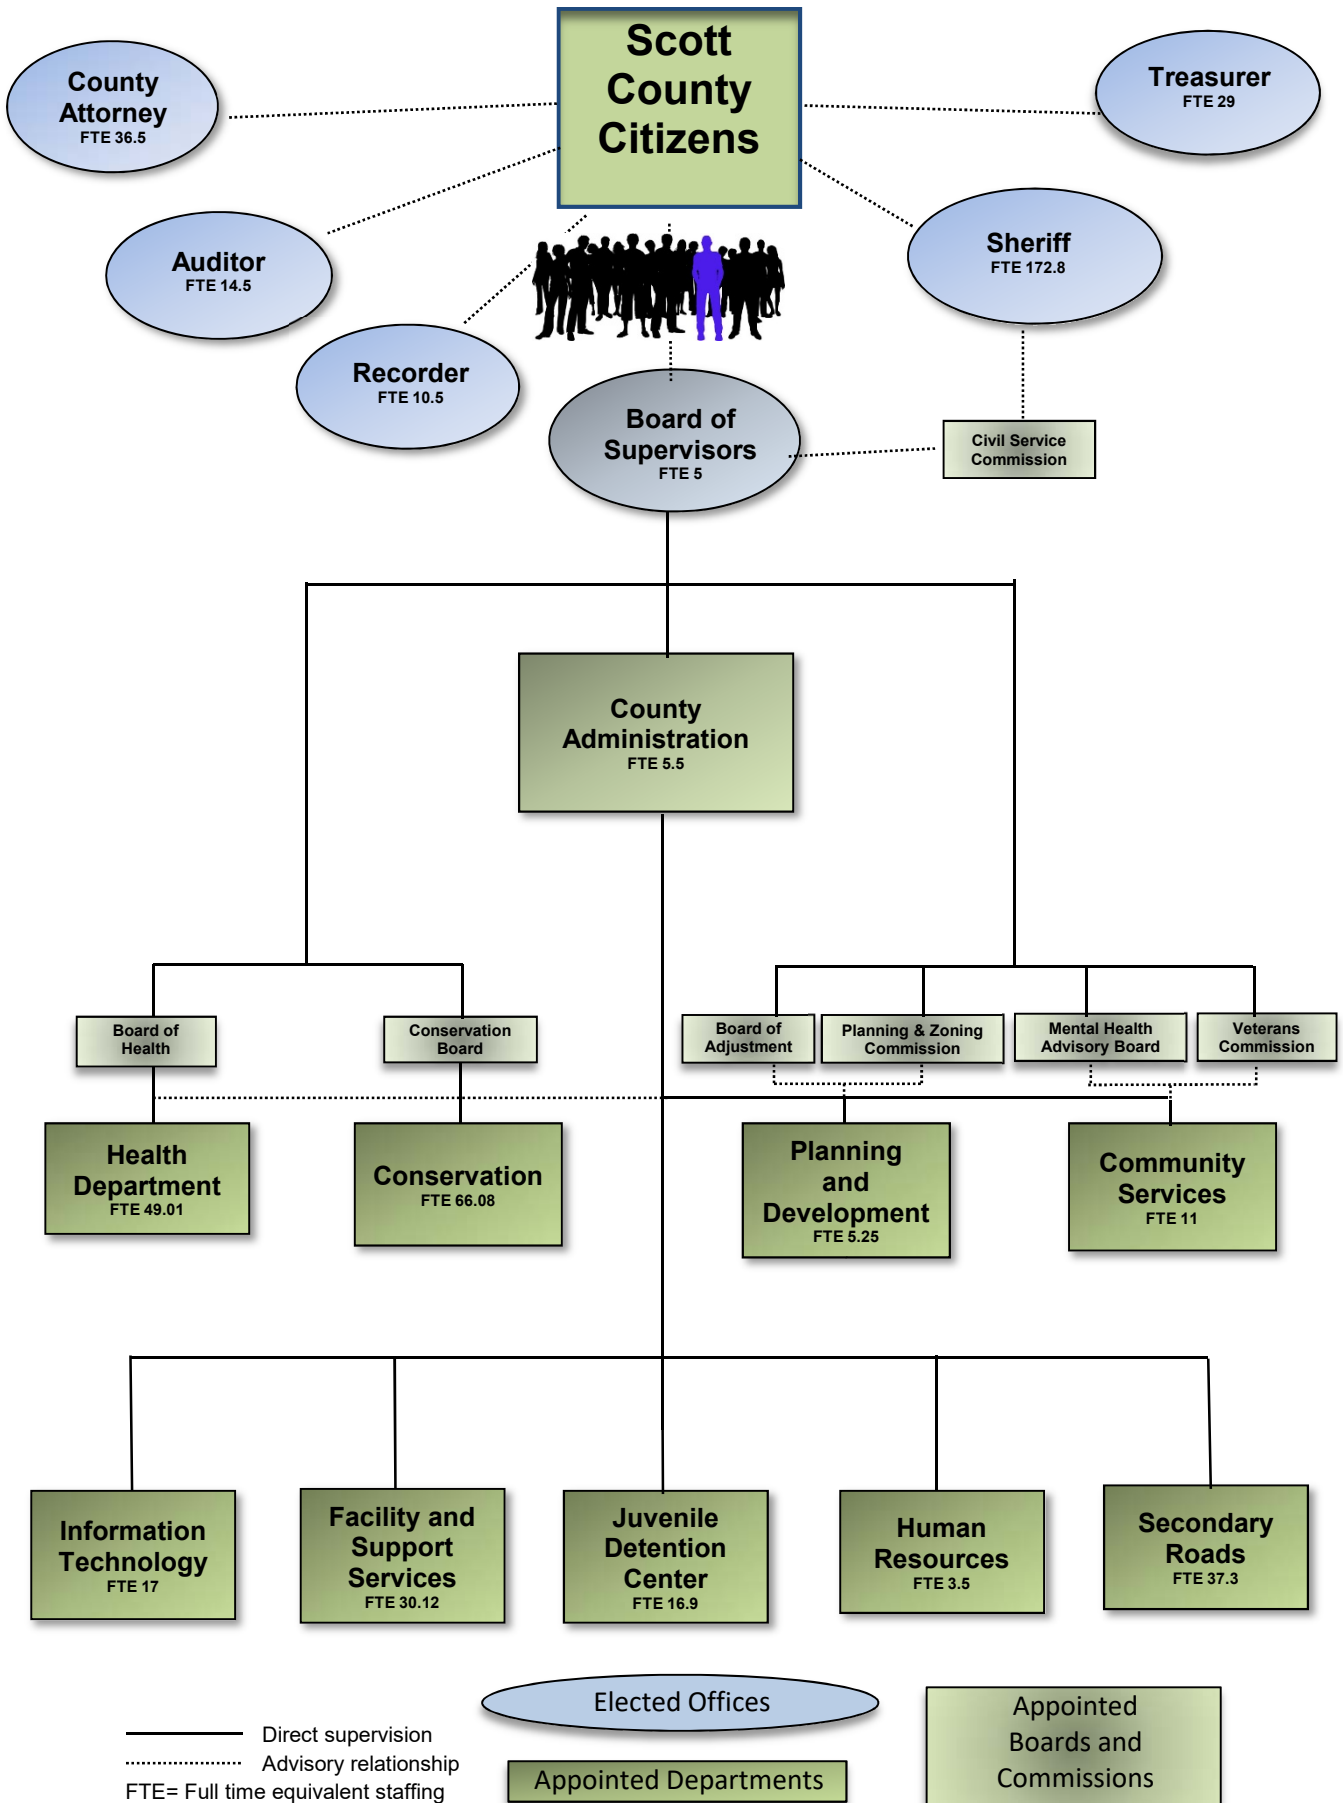 Scott
County
Citizens
County
Attorney
FTE 36.5
Treasurer
FTE 29
Auditor
FTE 14.5
Sheriff
FTE 172.8
Recorder
FTE 10.5
Board of
Supervisors
FTE 5
Civil Service
Commission
County
Administration
FTE 5.5
Board of
Health
Conservation
Board
Board of
Adjustment
Planning & Zoning
Commission
Mental Health
Advisory Board
Veterans
Commission
Health
Department
FTE 49.01
Conservation
FTE 66.08
Planning
and
Development
FTE 5.25
Community
Services
FTE 11
Information
Technology
FTE 17
Facility and
Support
Services
FTE 30.12
Juvenile
Detention
Center
FTE 16.9
Human
Resources
FTE 3.5
Secondary
Roads
FTE 37.3
Direct supervision
Advisory relationship
FTE= Full time equivalent staffing
Elected Offices
Appointed Departments
Appointed
Boards and
Commissions